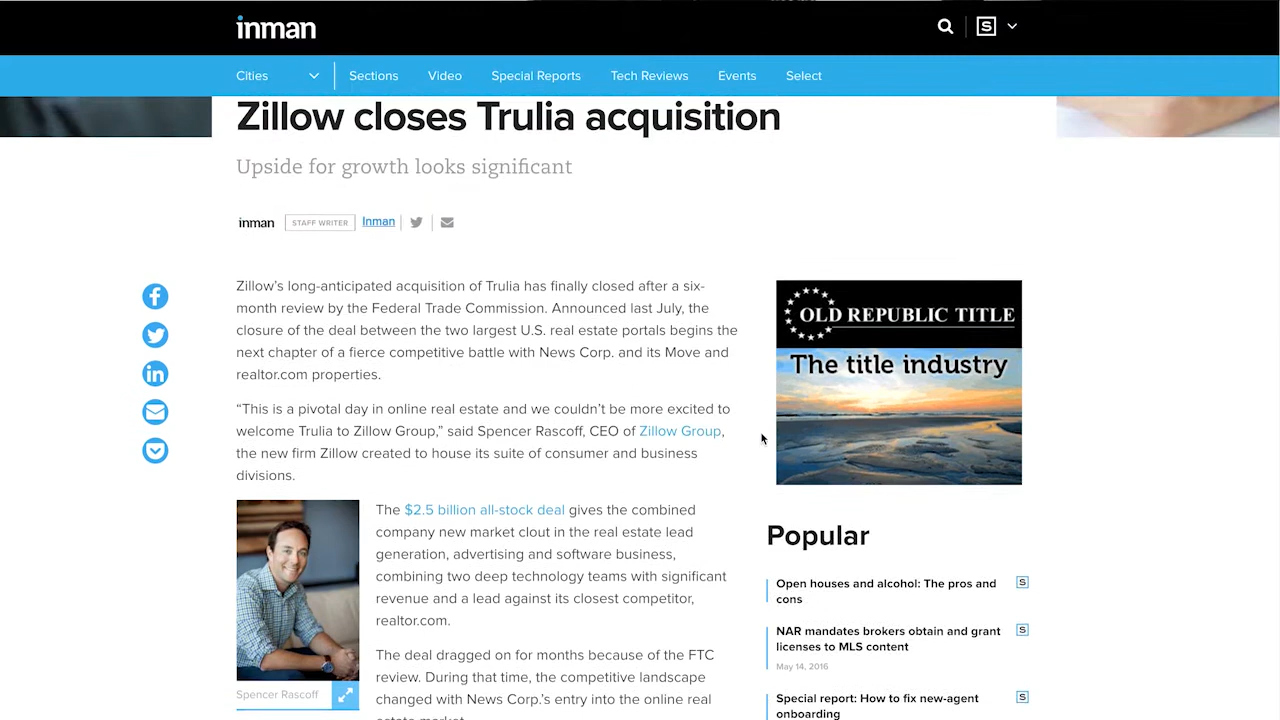 inman
S
Cities
Sections
Video
Special Reports
Tech Reviews
Events
Select
Zillow closes Trulia acquisition
Upside for growth looks significant
inman
STAFF WRITER
Inman
Zillow’s long-anticipated acquisition of Trulia has finally closed after a six-
month review by the Federal Trade Commission. Announced last July, the
closure of the deal between the two largest U.S. real estate portals begins the
next chapter of a fierce competitive battle with News Corp. and its Move and
realtor.com properties.
“This is a pivotal day in online real estate and we couldn’t be more excited to
welcome Trulia to Zillow Group,” said Spencer Rascoff, CEO of Zillow Group,
the new firm Zillow created to house its suite of consumer and business
divisions.
Spencer Rascoff
The $2.5 billion all-stock deal gives the combined
company new market clout in the real estate lead
generation, advertising and software business,
combining two deep technology teams with significant
revenue and a lead against its closest competitor,
realtor.com.
The deal dragged on for months because of the FTC
review. During that time, the competitive landscape
changed with News Corp.’s entry into the online real
estate market.
OLD REPUBLIC TITLE
The title industry
Popular
Open houses and alcohol: The pros and
cons
S
NAR mandates brokers obtain and grant
licenses to MLS content
S
May 14, 2016
Special report: How to fix new-agent
onboarding
S